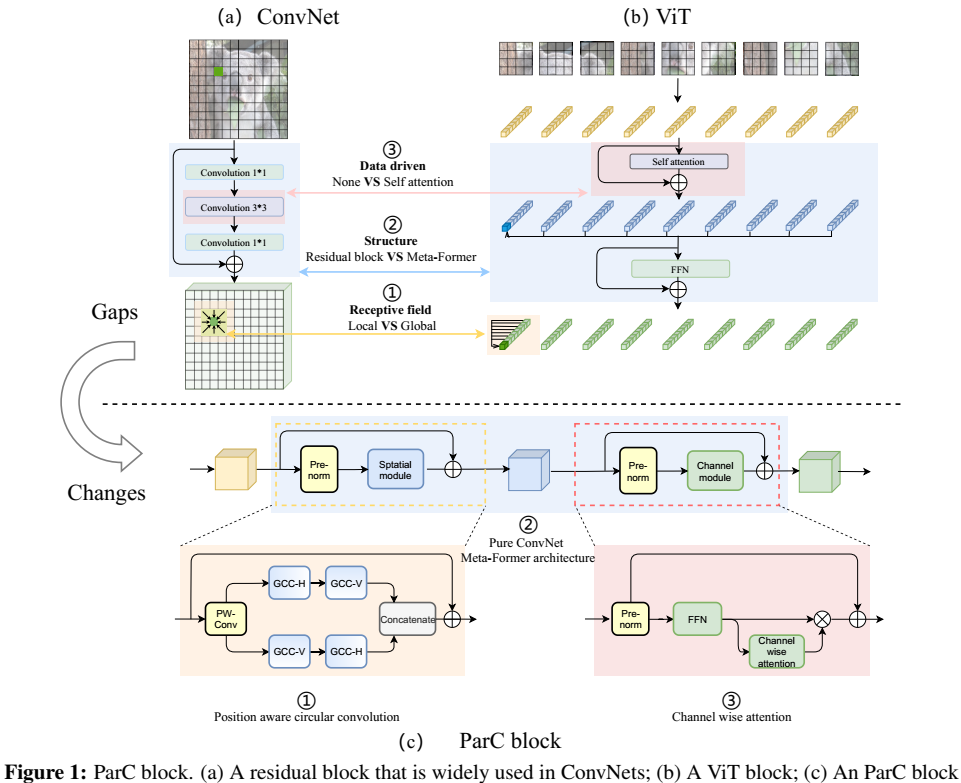 (a) ConvNet
(b) ViT
③
Data driven
None VS Self attention
Convolution 1*1
Convolution 3*3
Convolution 1*1
②
Structure
Residual block VS Meta-Former
①
Receptive field
Local VS Global
Self attention
FFN
Gaps
Changes
Pre-
norm
Sptatial
module
Pre-
norm
Channel
module
②
Pure ConvNet
Meta-Former architecture
PW-
Conv
GCC-H
GCC-V
GCC-V
GCC-H
Concatenate
①
Position aware circular convolution
Pre-
norm
FFN
Channel
wise
attention
③
Channel wise attention
(c) ParC block
Figure 1: ParC block. (a) A residual block that is widely used in ConvNets; (b) A ViT block; (c) An ParC block